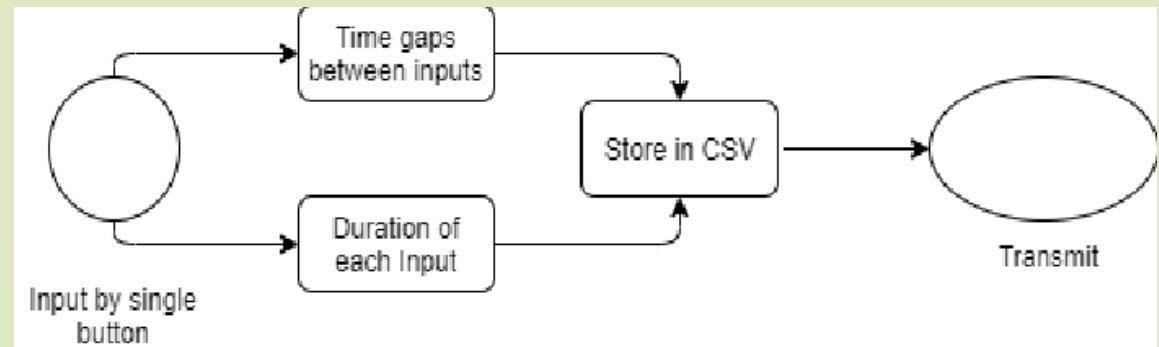 Time gaps
between inputs
Store in CSV
Duration of
each Input
Transmit
Input by single
button